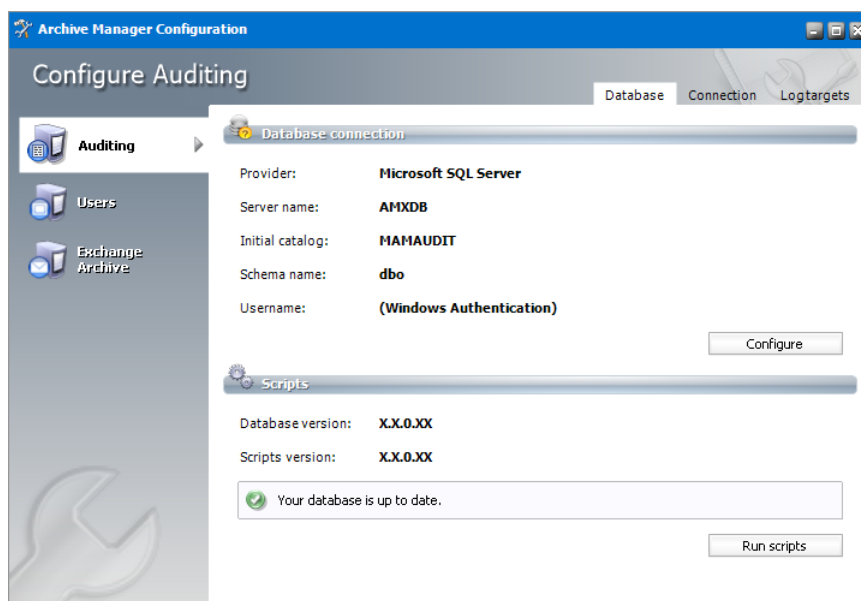 Archive Manager Configuration
Configure Auditing
Database Connection Logtargets
Auditing
Users
Exchange
Archive
Database connection
Provider: Microsoft SQL Server
Server name: AMXDB
Initial catalog: MAMAUDIT
Schema name: dbo
Username: (Windows Authentication)
Configure
Scripts
Database version: X.X.0.XX
Scripts version: X.X.0.XX
Your database is up to date.
Run scripts